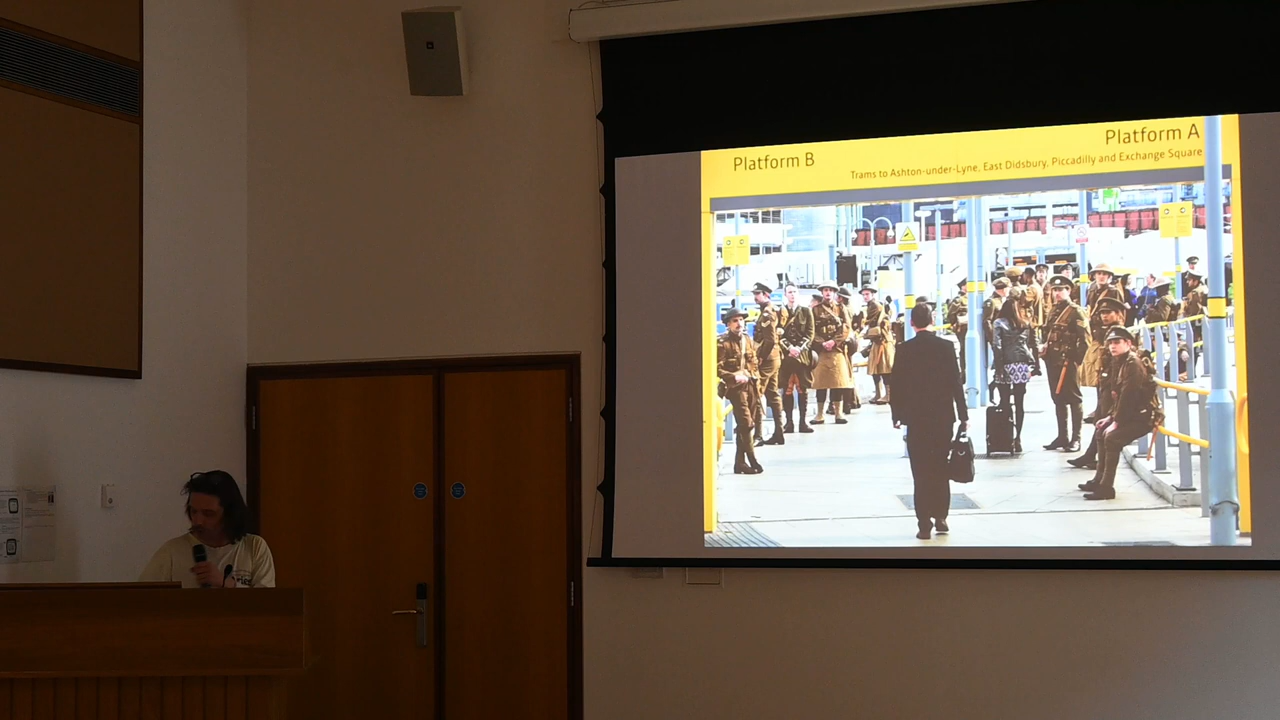 Platform B
Platform A
Trams to Ashton-under-Lyne, East Didsbury, Piccadilly and Exchange Square